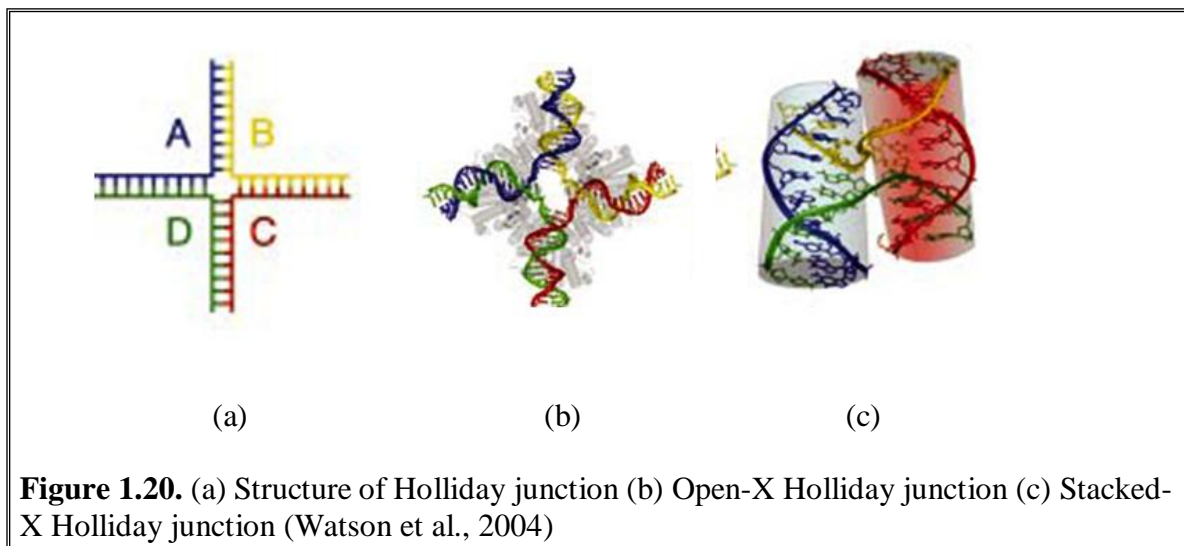 A B
D C
(a) (b) (c)
Figure 1.20. (a) Structure of Holliday junction (b) Open-X Holliday junction (c) Stacked-
X Holliday junction (Watson et al., 2004)